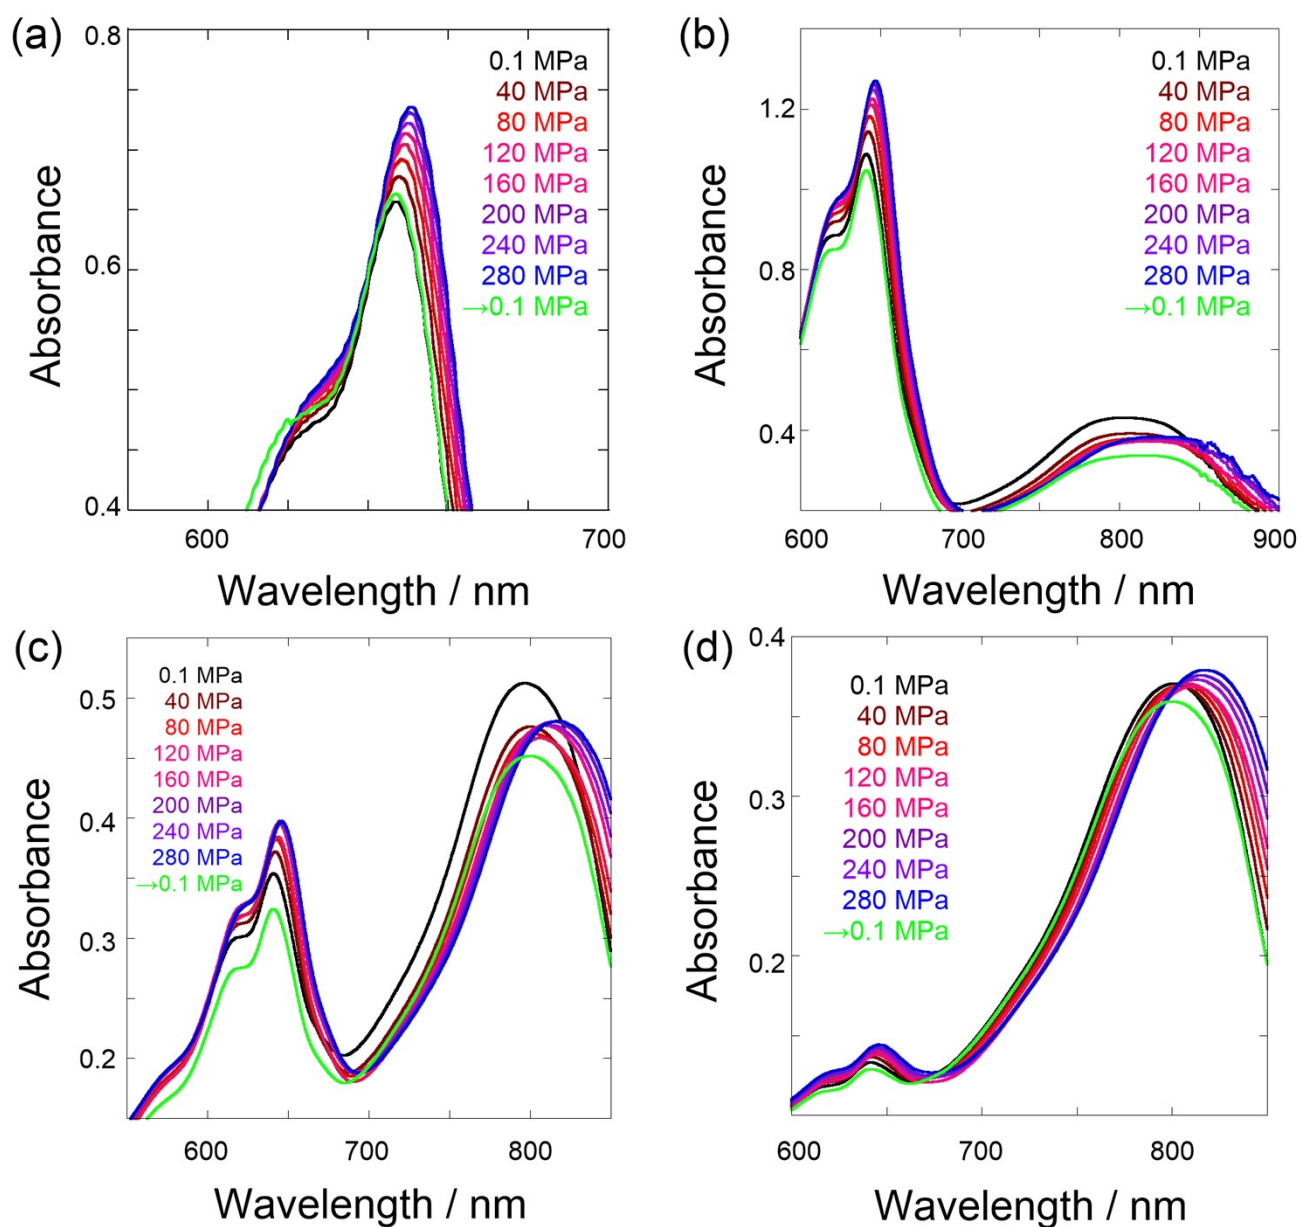 (a)
0.8
0.6
0.4
Absorbance
0.1 MPa
40 MPa
80 MPa
120 MPa
160 MPa
200 MPa
240 MPa
280 MPa
→0.1 MPa
600
700
Wavelength / nm
(b)
1.2
0.8
0.4
Absorbance
0.1 MPa
40 MPa
80 MPa
120 MPa
160 MPa
200 MPa
240 MPa
280 MPa
→0.1 MPa
600
700
800
900
Wavelength / nm
(c)
0.5
0.4
0.3
0.2
Absorbance
0.1 MPa
40 MPa
80 MPa
120 MPa
160 MPa
200 MPa
240 MPa
280 MPa
→0.1 MPa
600
700
800
Wavelength / nm
(d)
0.4
0.3
0.2
Absorbance
0.1 MPa
40 MPa
80 MPa
120 MPa
160 MPa
200 MPa
240 MPa
280 MPa
→0.1 MPa
600
700
800
Wavelength / nm